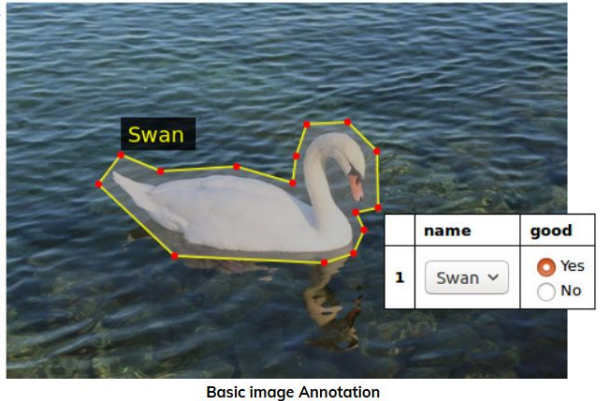 Swan
name good
1 Swan Yes
No
Basic image Annotation